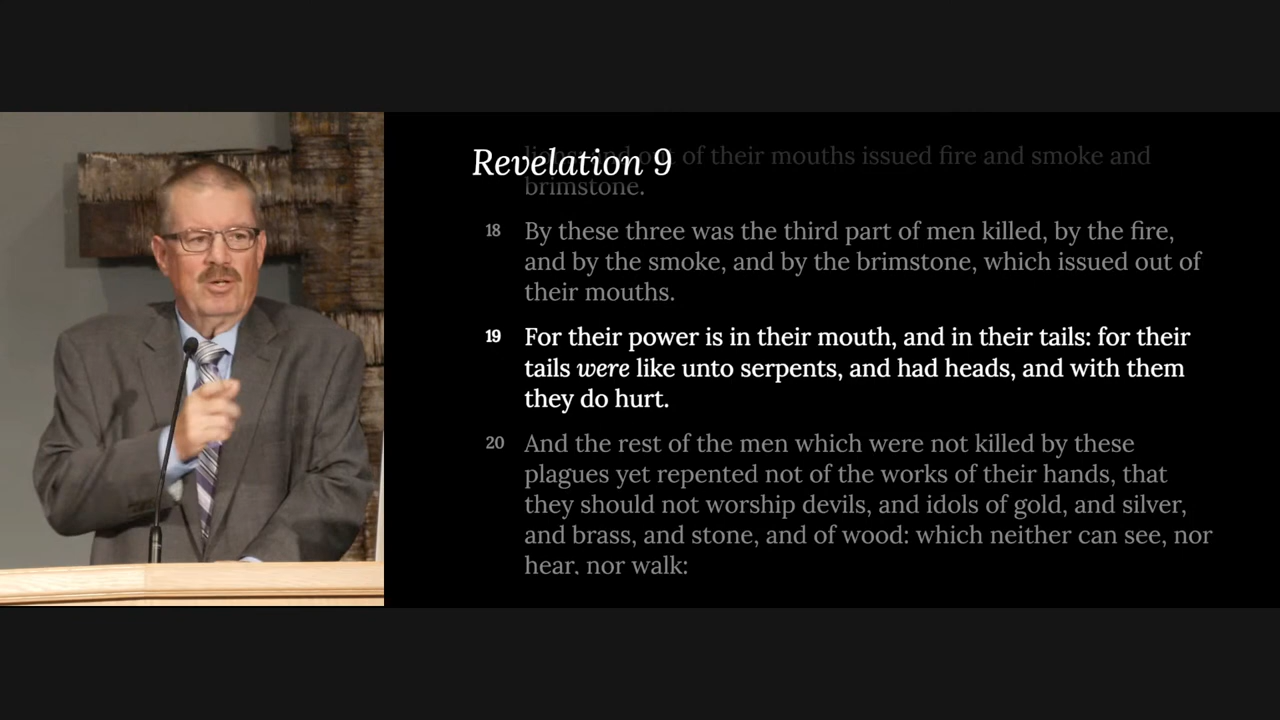 Revelation 9
of their mouths issued fire and smoke and
brimstone.
18 By these three was the third part of men killed, by the fire,
and by the smoke, and by the brimstone, which issued out of
their mouths.
19 For their power is in their mouth, and in their tails: for their
tails were like unto serpents, and had heads, and with them
they do hurt.
20 And the rest of the men which were not killed by these
plagues yet repented not of the works of their hands, that
they should not worship devils, and idols of gold, and silver,
and brass, and stone, and of wood: which neither can see, nor
hear, nor walk: